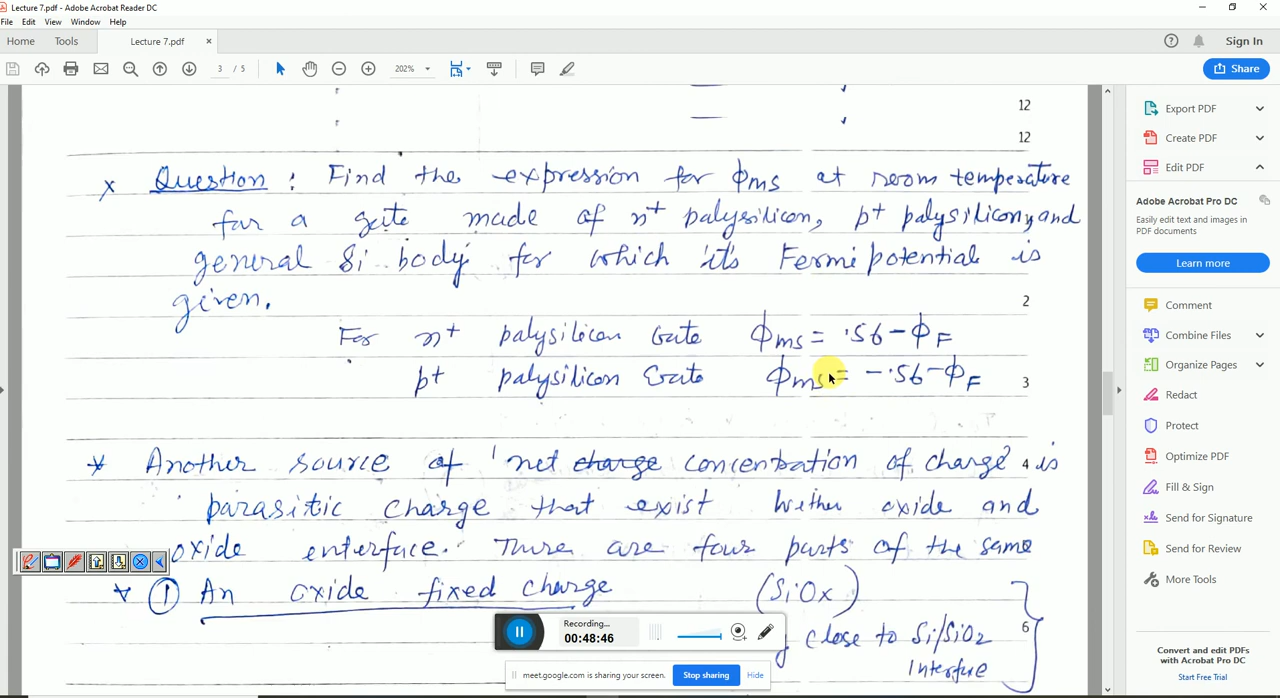 Lecture 7.pdf - Adobe Acrobat Reader DC
File Edit View Window Help
Home Tools Lecture 7.pdf × Sign In
3 / 5 202% Share
12
12
x Question : Find the expression for ϕms at room temperature
for a gate made of n+ polysilicon, p+ polysilicon, and
general Si body for which it's Fermi potential is
given.
2
For n+ polysilicon Gate ϕms = .56 - ϕF
p+ polysilicon Gate ϕms = - .56 - ϕF
3
* Another source of 'net charge concentration of charge' is
4
parasitic charge that exist within oxide and
oxide enterface. There are four parts of the same
① An oxide fixed charge (SiOx)
6
close to Si/SiO2
Interface
Recording...
00:48:46
meet.google.com is sharing your screen. Stop sharing Hide
Export PDF
Create PDF
Edit PDF
Adobe Acrobat Pro DC
Easily edit text and images in
PDF documents
Learn more
Comment
Combine Files
Organize Pages
Redact
Protect
Optimize PDF
Fill & Sign
Send for Signature
Send for Review
More Tools
Convert and edit PDFs
with Acrobat Pro DC
Start Free Trial